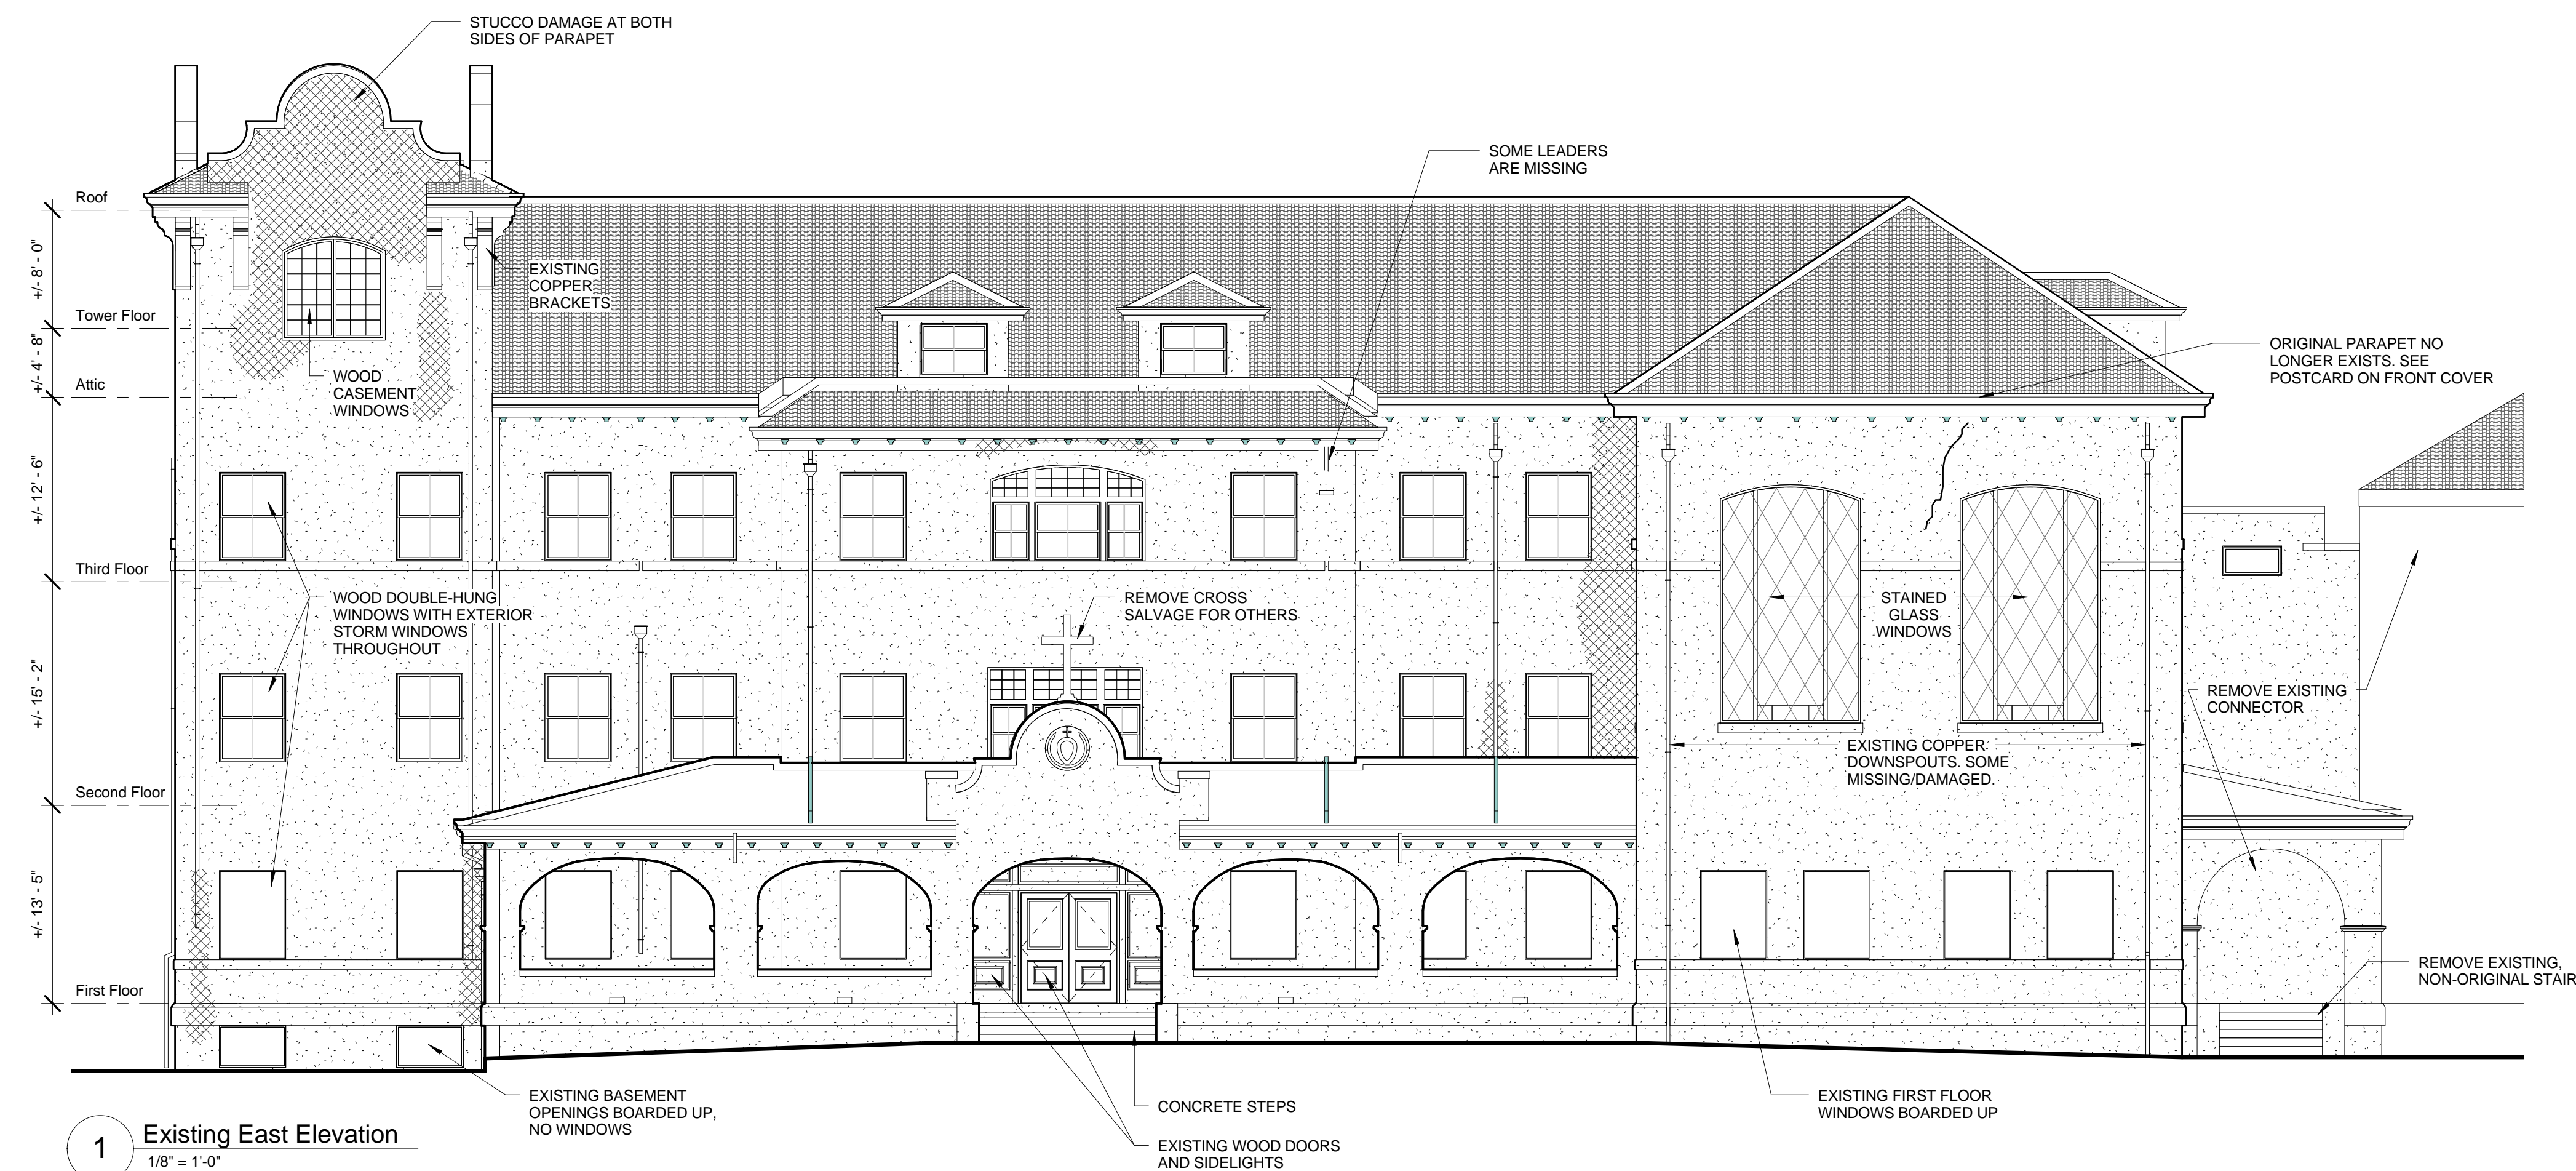 STUCCO DAMAGE AT BOTH
SIDES OF PARAPET
SOME LEADERS
ARE MISSING
Roof
+/- 8' - 0"
EXISTING
COPPER
BRACKETS
Tower Floor
+/- 4' - 8"
ORIGINAL PARAPET NO
LONGER EXISTS. SEE
POSTCARD ON FRONT COVER
WOOD
CASEMENT
WINDOWS
Attic
+/- 12' - 6"
Third Floor
WOOD DOUBLE-HUNG
WINDOWS WITH EXTERIOR
STORM WINDOWS
THROUGHOUT
REMOVE CROSS
SALVAGE FOR OTHERS
STAINED
GLASS
WINDOWS
+/- 15' - 2"
REMOVE EXISTING
CONNECTOR
EXISTING COPPER
DOWNSPOUTS. SOME
MISSING/DAMAGED.
Second Floor
+/- 13' - 5"
REMOVE EXISTING,
NON-ORIGINAL STAIR
First Floor
EXISTING BASEMENT
OPENINGS BOARDED UP,
NO WINDOWS
CONCRETE STEPS
EXISTING WOOD DOORS
AND SIDELIGHTS
EXISTING FIRST FLOOR
WINDOWS BOARDED UP
1
Existing East Elevation
1/8" = 1'-0"